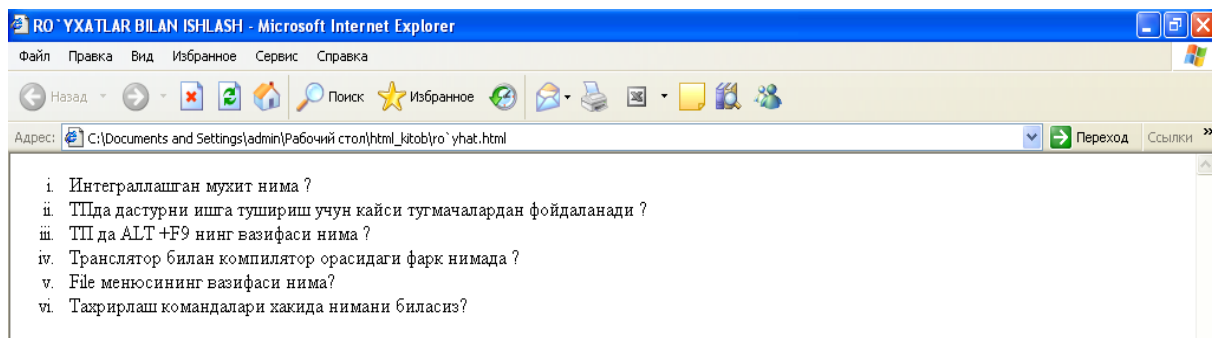 RO`YXATLAR BILAN ISHLASH - Microsoft Internet Explorer
Файл Правка Вид Избранное Сервис Справка
Назад Поиск Избранное
Адрес: C:\Documents and Settings\admin\Рабочий стол\html_kitob\ro`yhat.html Переход Ссылки »
i. Интеграллашган мухит нима ?
ii. ТПда дастурни ишга тушириш учун кайси тугмачалардан фойдаланади ?
iii. ТП да ALT +F9 нинг вазифаси нима ?
iv. Транслятор билан компилятор орасидаги фарк нимада ?
v. File менюсининг вазифаси нима?
vi. Тахрирлаш командалари хакида нимани биласиз?